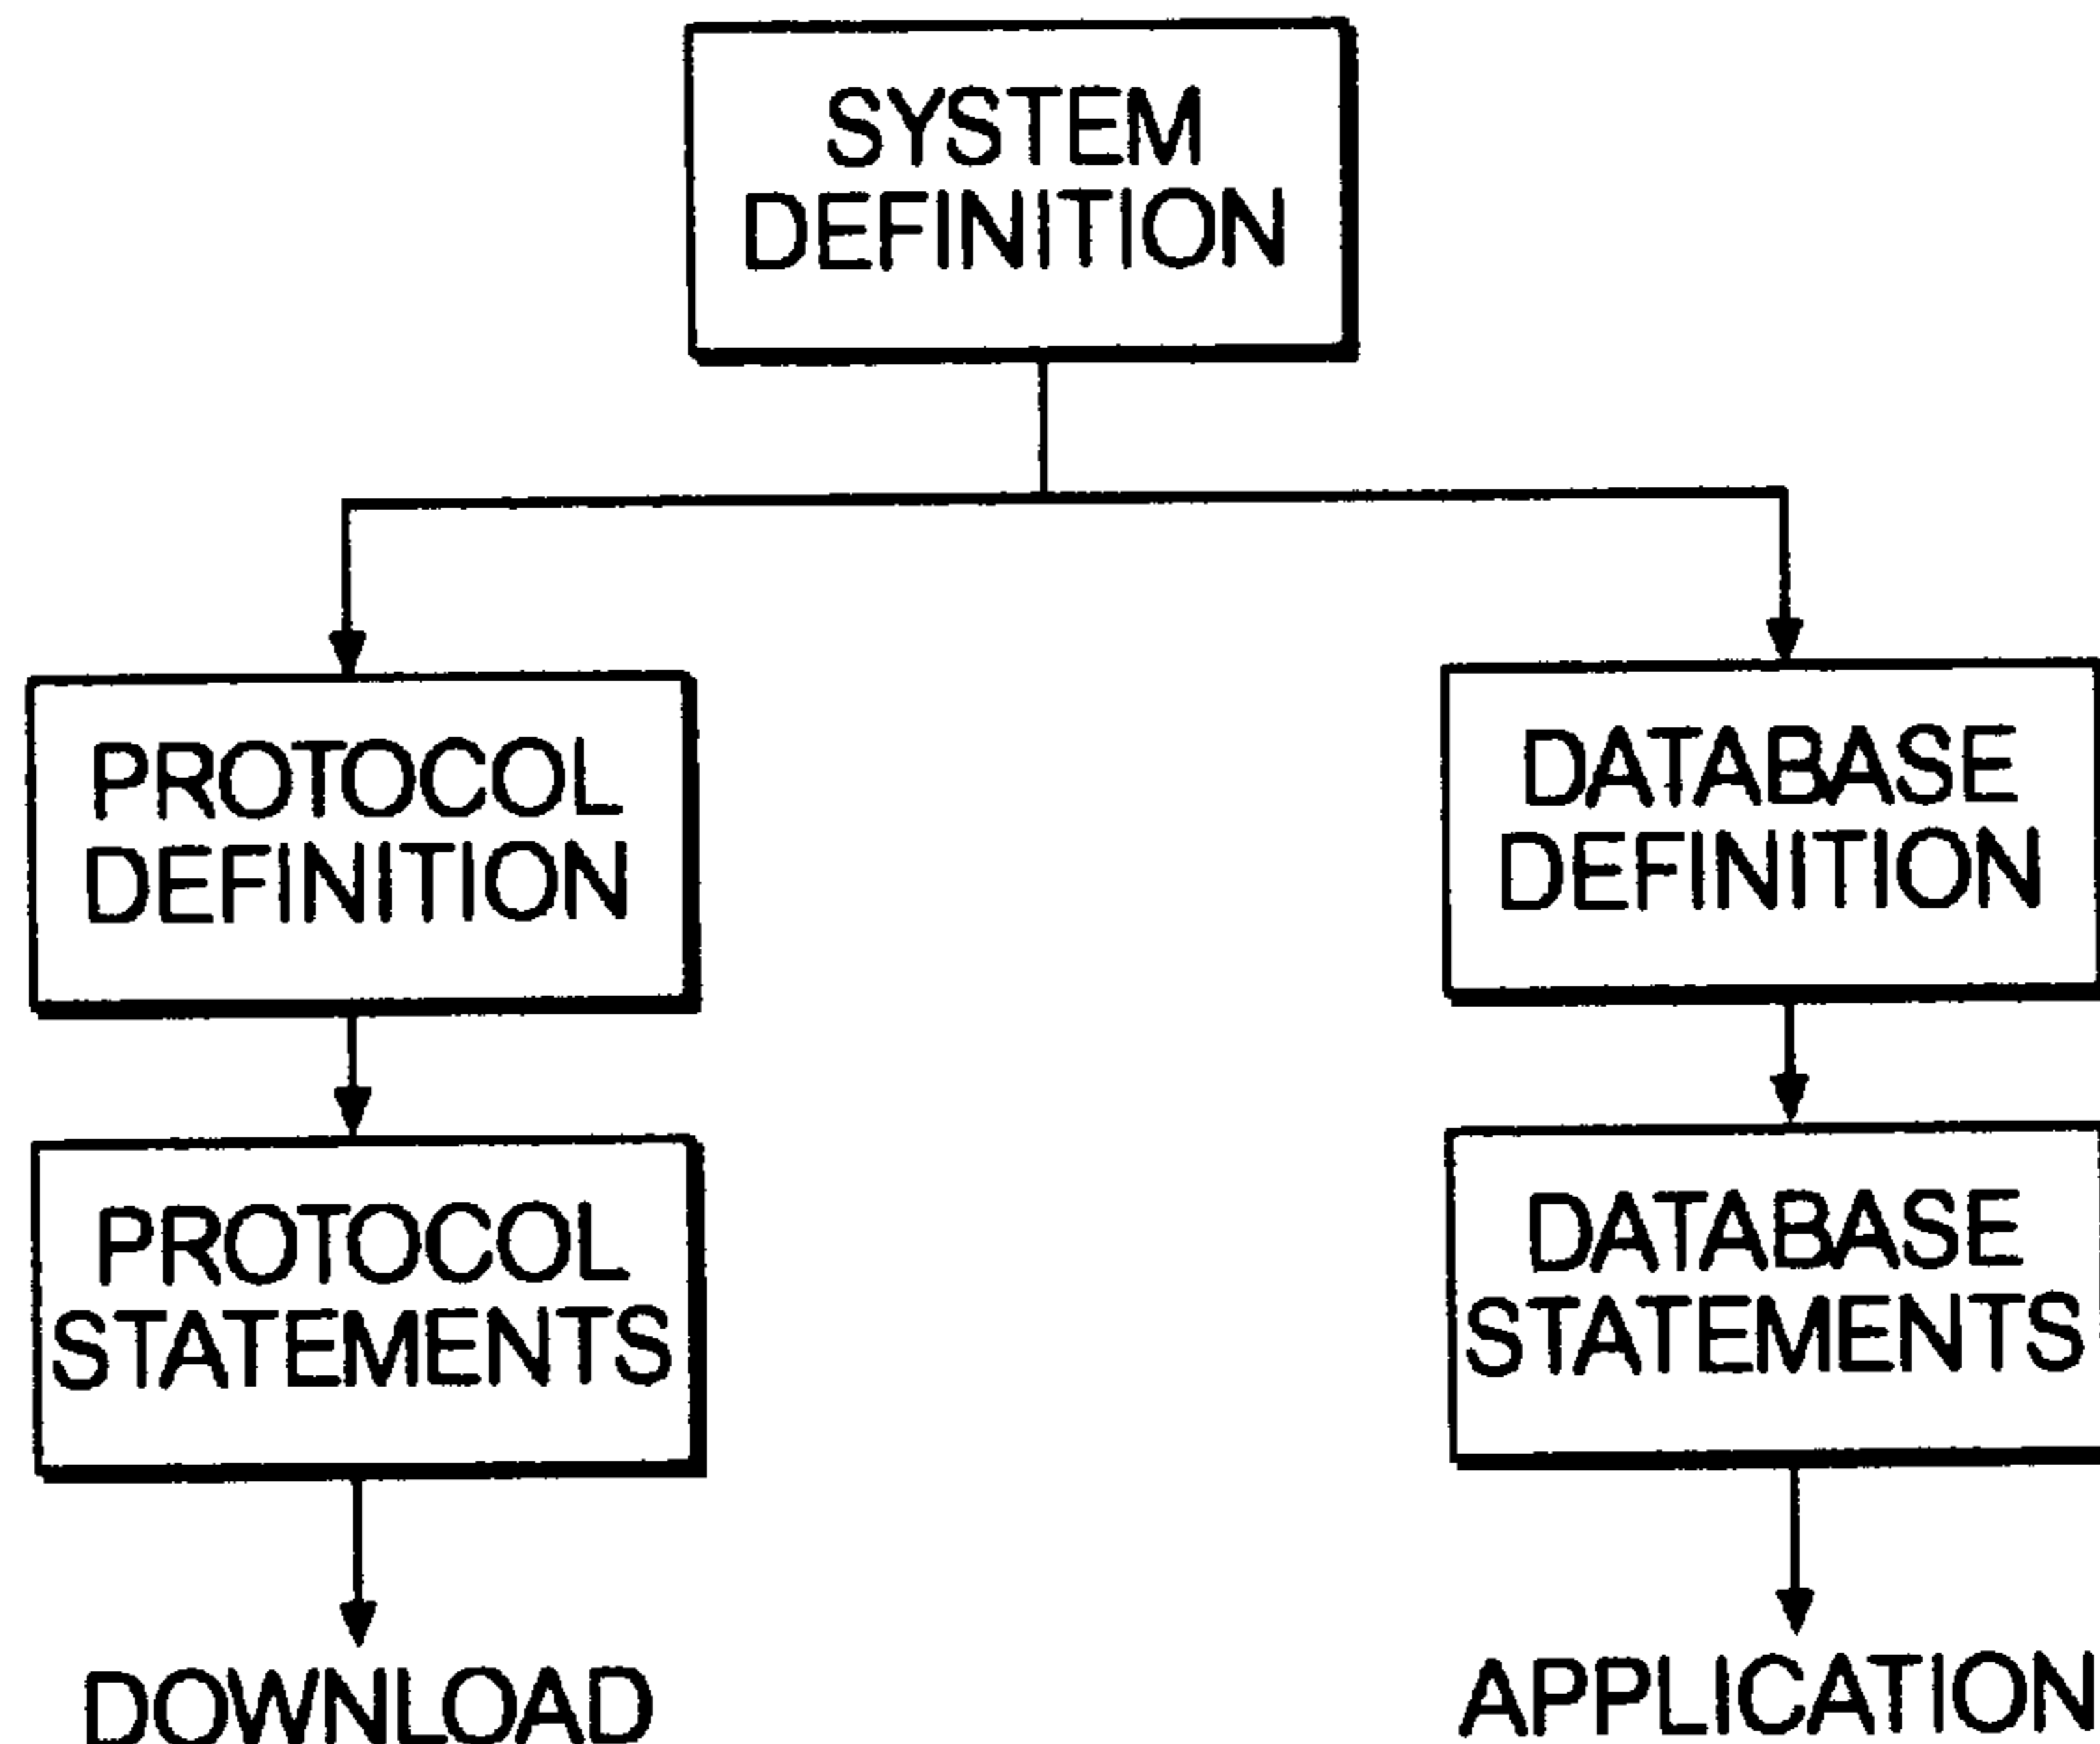 SYSTEM
DEFINITION
PROTOCOL
DEFINITION
DATABASE
DEFINITION
PROTOCOL
STATEMENTS
DATABASE
STATEMENTS
DOWNLOAD
APPLICATION